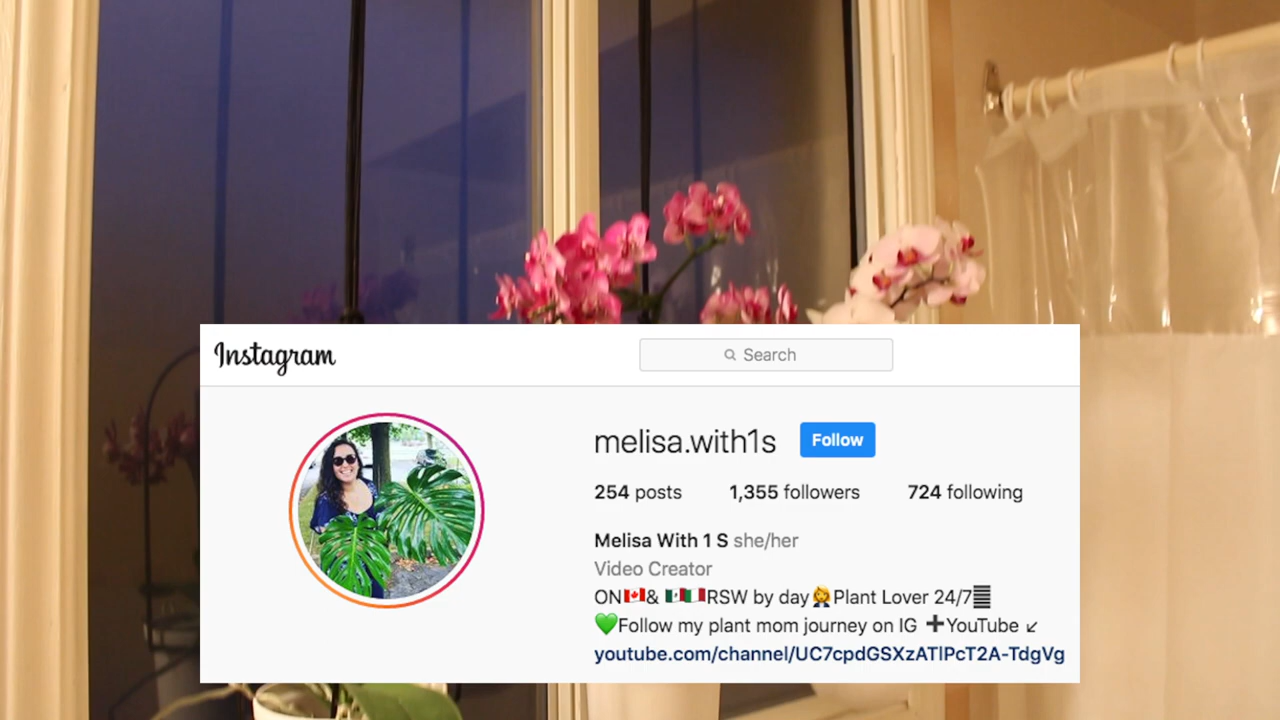 Instagram
Search
melisa.with1s Follow
254 posts 1,355 followers 724 following
Melisa With 1 S she/her
Video Creator
ON🇨🇦& 🇲🇽RSW by day👷‍♀️Plant Lover 24/7
💚Follow my plant mom journey on IG ➕YouTube ↙
youtube.com/channel/UC7cpdGSXzATlPcT2A-TdgVg